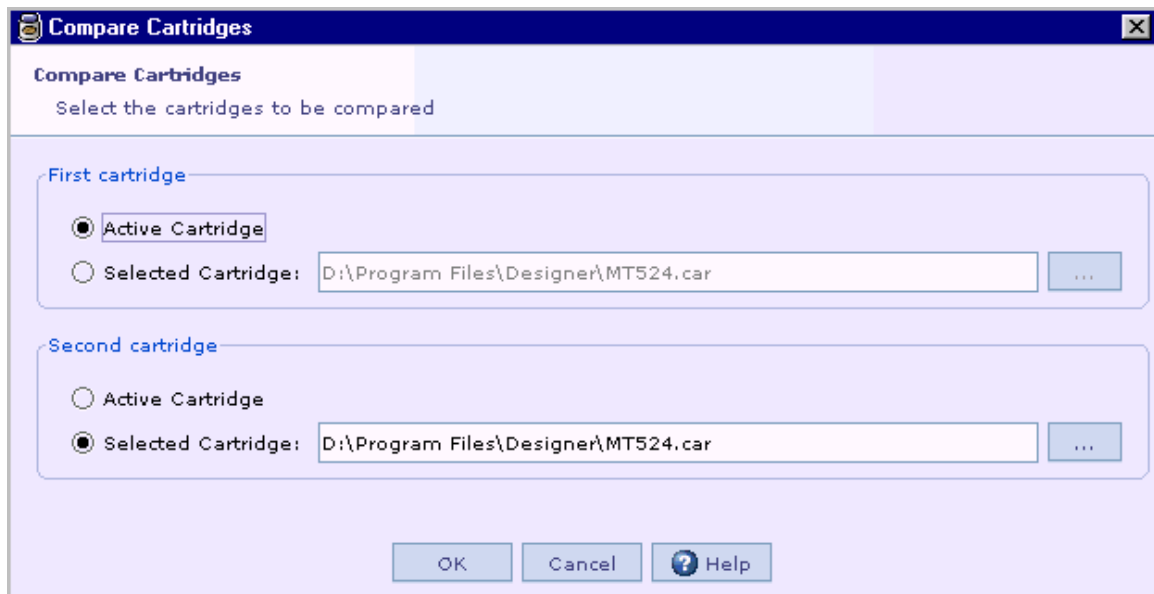 Compare Cartridges
Compare Cartridges
Select the cartridges to be compared
First cartridge
Active Cartridge
Selected Cartridge: D:\Program Files\Designer\MT524.car ...
Second cartridge
Active Cartridge
Selected Cartridge: D:\Program Files\Designer\MT524.car ...
OK Cancel Help